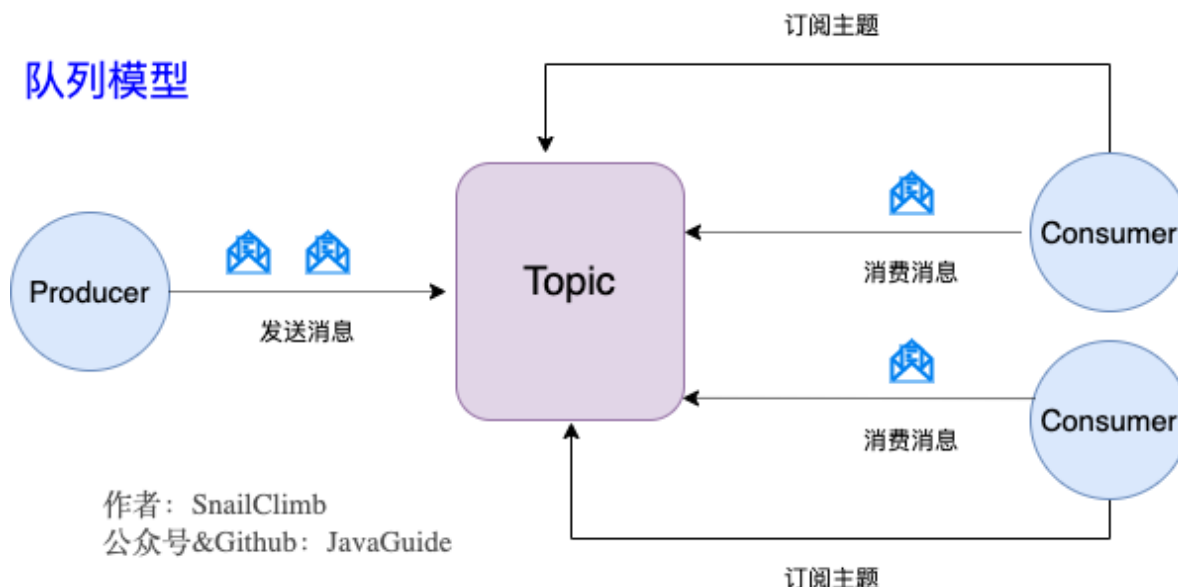 订阅主题
队列模型
Producer
发送消息
Topic
Consumer
消费消息
Consumer
消费消息
作者：SnailClimb
公众号&Github：JavaGuide
订阅主题